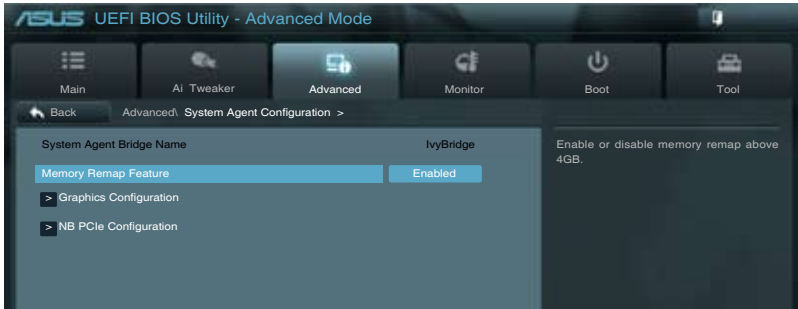 ASUS UEFI BIOS Utility - Advanced Mode
Main Ai Tweaker Advanced Monitor Boot Tool
Back Advanced\ System Agent Configuration >
System Agent Bridge Name IvyBridge
Memory Remap Feature Enabled
> Graphics Configuration
> NB PCIe Configuration
Enable or disable memory remap above
4GB.